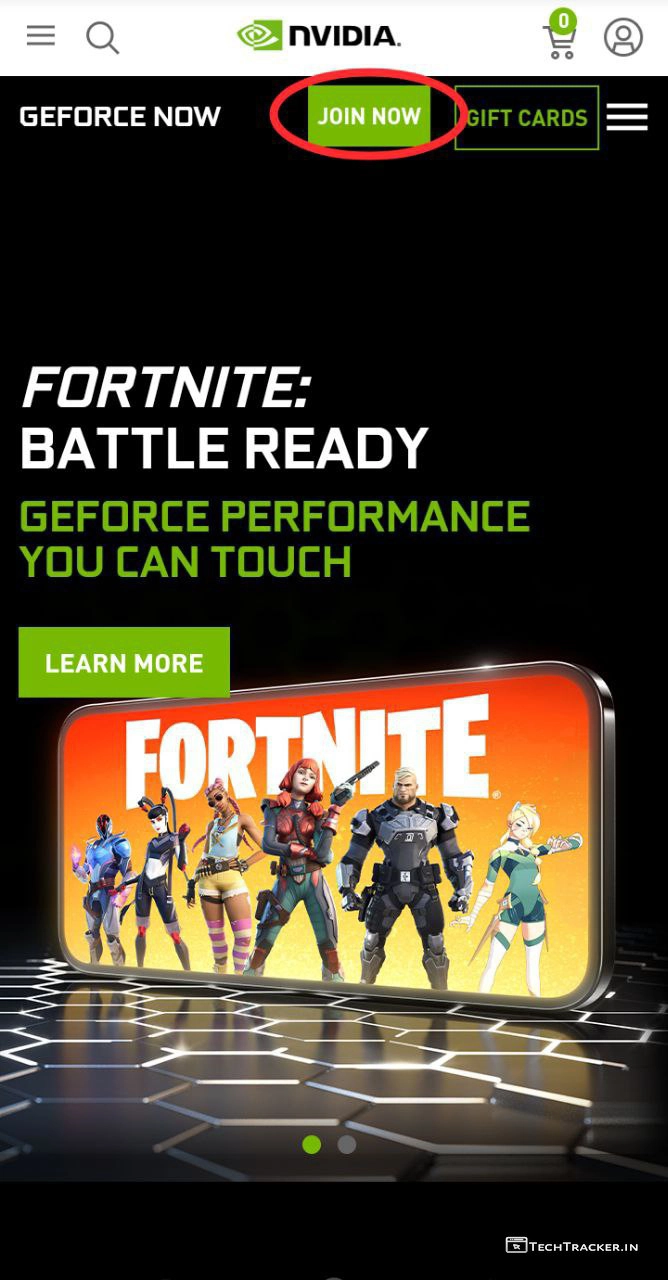 0
NVIDIA.
GEFORCE NOW
JOIN NOW
GIFT CARDS
FORTNITE:
BATTLE READY
GEFORCE PERFORMANCE
YOU CAN TOUCH
LEARN MORE
FORTNITE
TECHTRACKER.IN